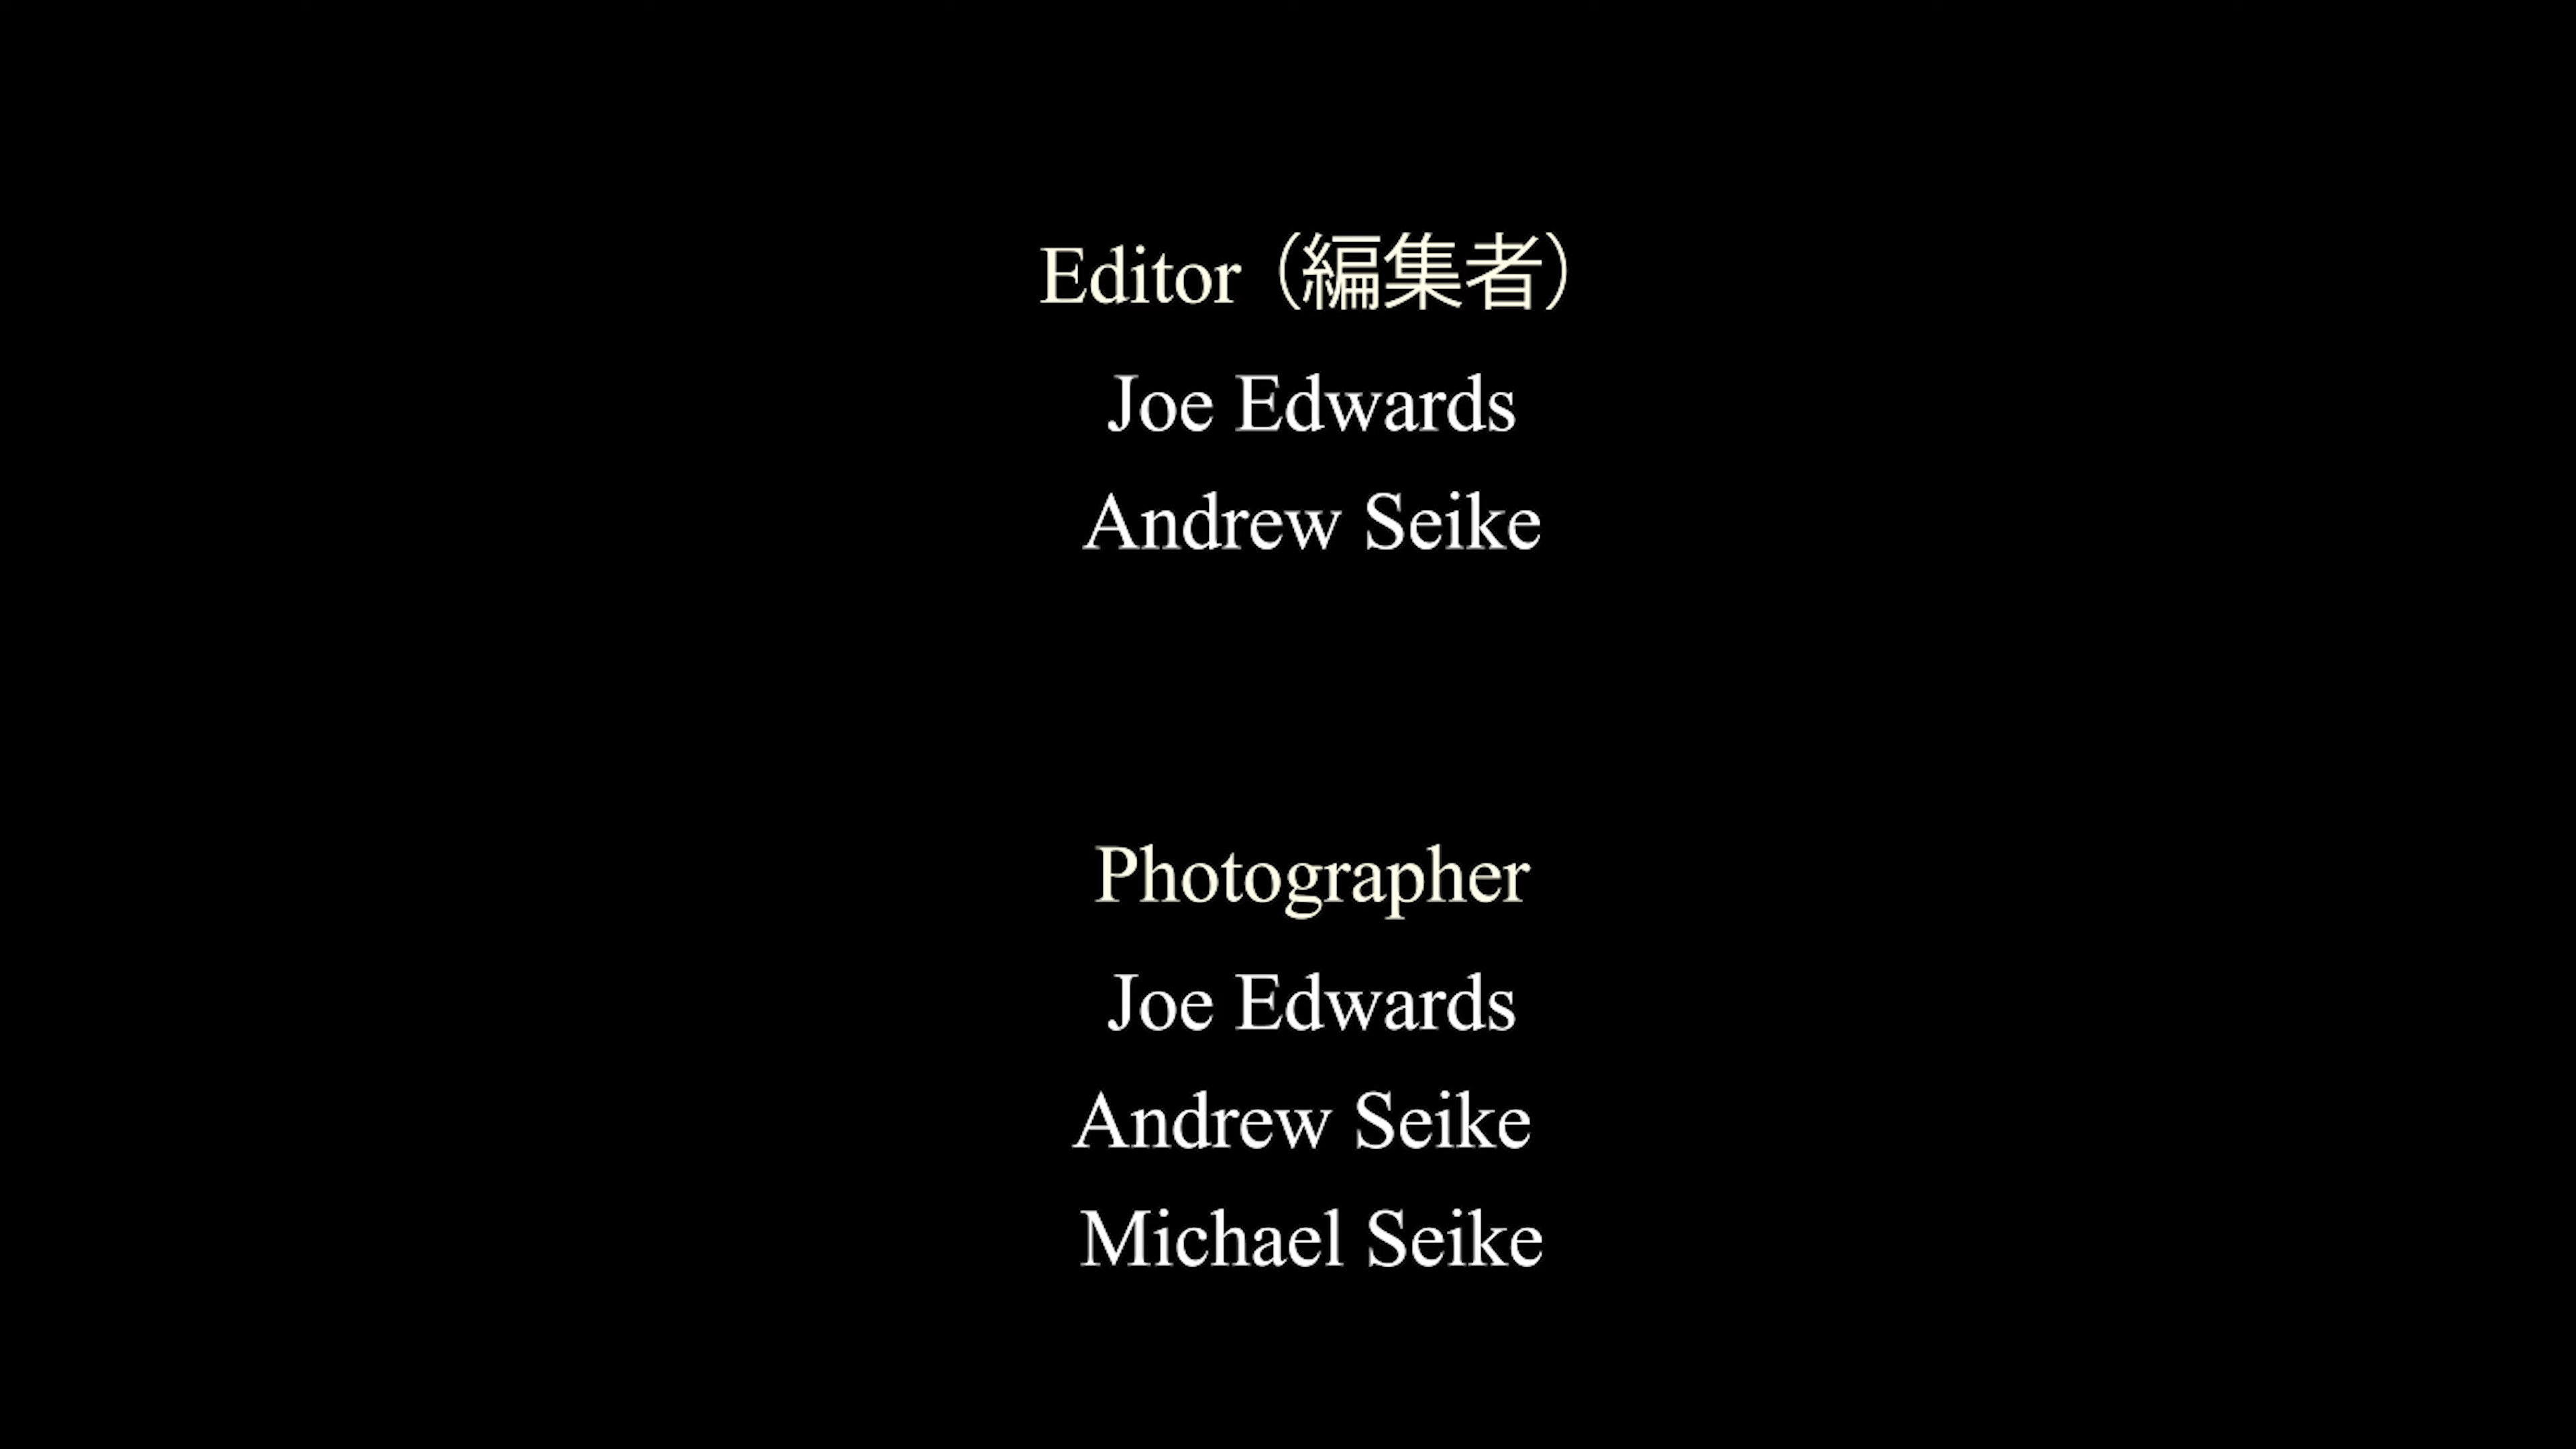 Editor（編集者）
Joe Edwards
Andrew Seike
Photographer
Joe Edwards
Andrew Seike
Michael Seike